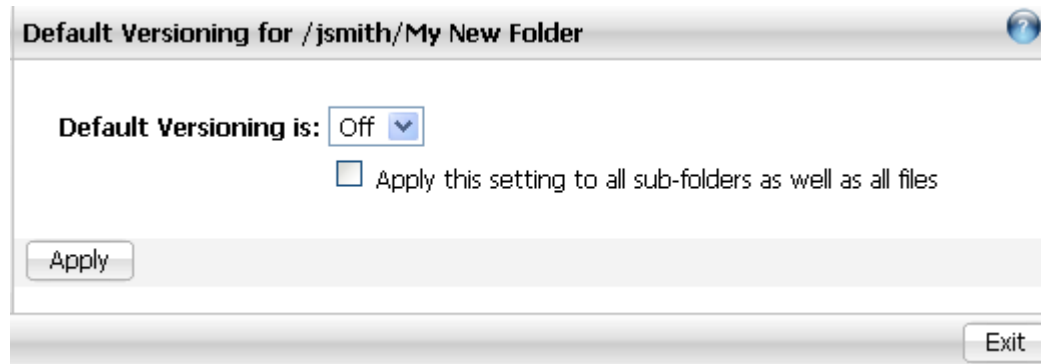 Default Versioning for /jsmith/My New Folder
?
Default Versioning is: Off
Apply this setting to all sub-folders as well as all files
Apply
Exit